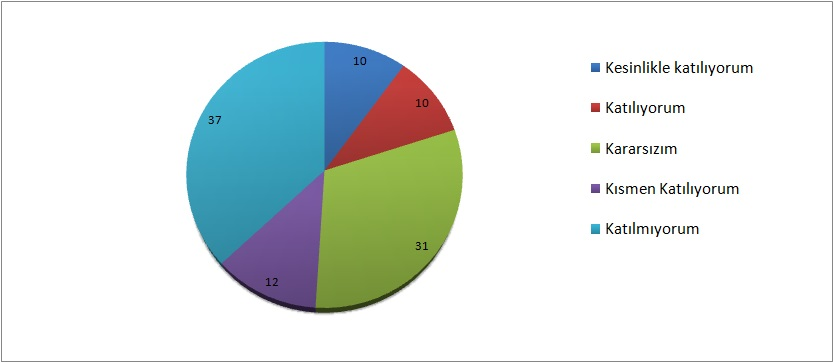 10
10
31
12
37
Kesinlikle katılıyorum
Katılıyorum
Kararsızım
Kısmen Katılıyorum
Katılmıyorum